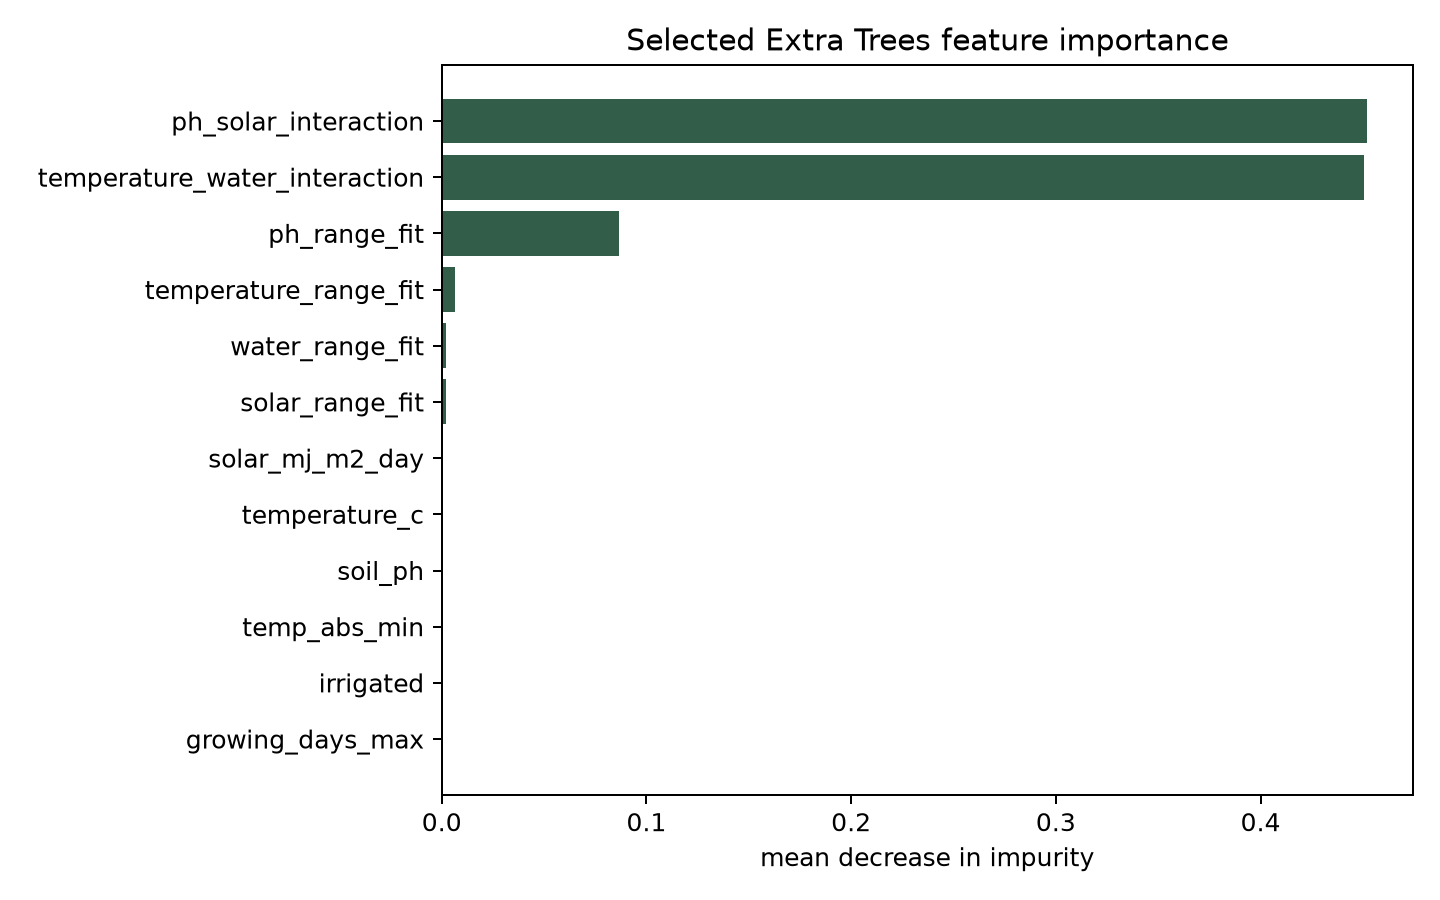 Selected Extra Trees feature importance
ph_solar_interaction
temperature_water_interaction
ph_range_fit
temperature_range_fit
water_range_fit
solar_range_fit
solar_mj_m2_day
temperature_c
soil_ph
temp_abs_min
irrigated
growing_days_max
0.0 0.1 0.2 0.3 0.4
mean decrease in impurity